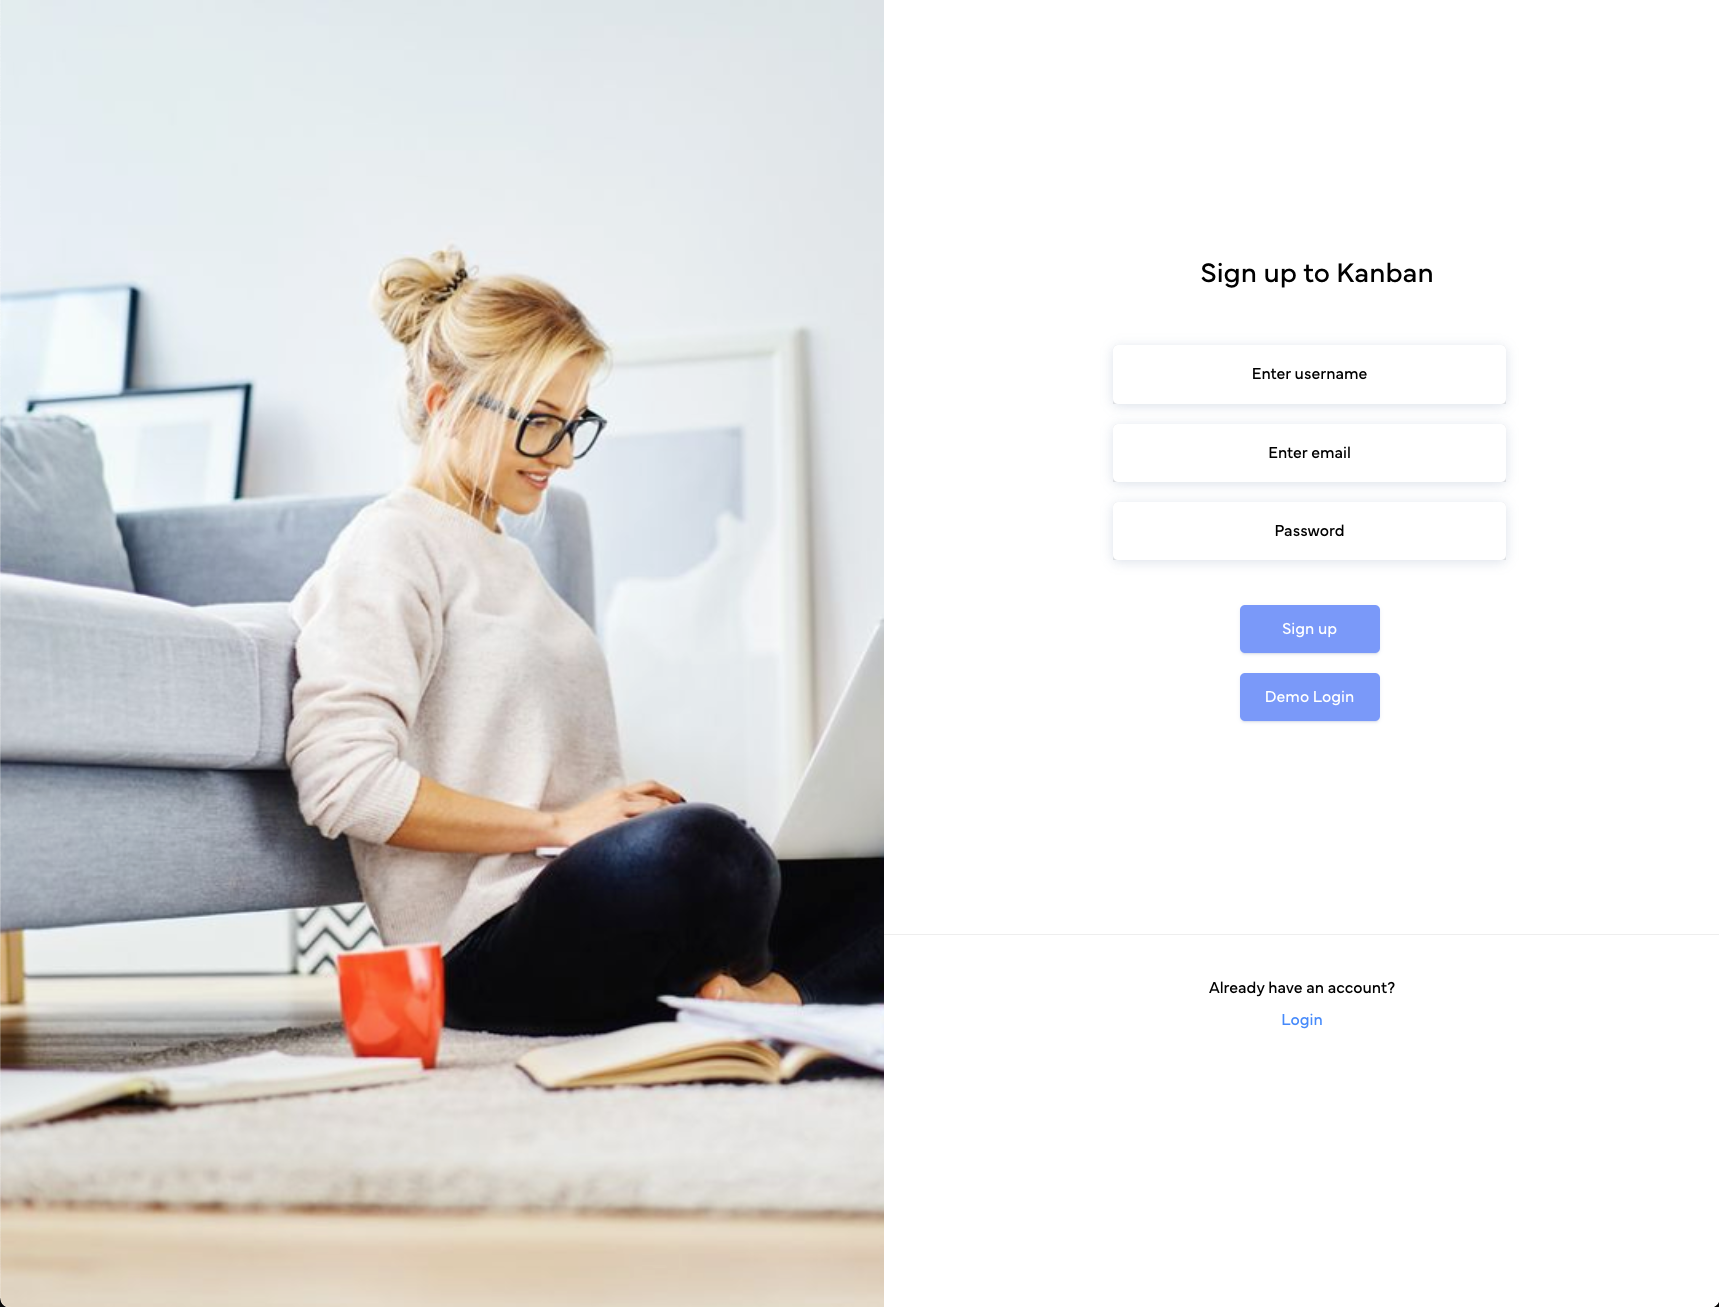 Sign up to Kanban
Enter username
Enter email
Password
Sign up
Demo Login
Already have an account?
Login